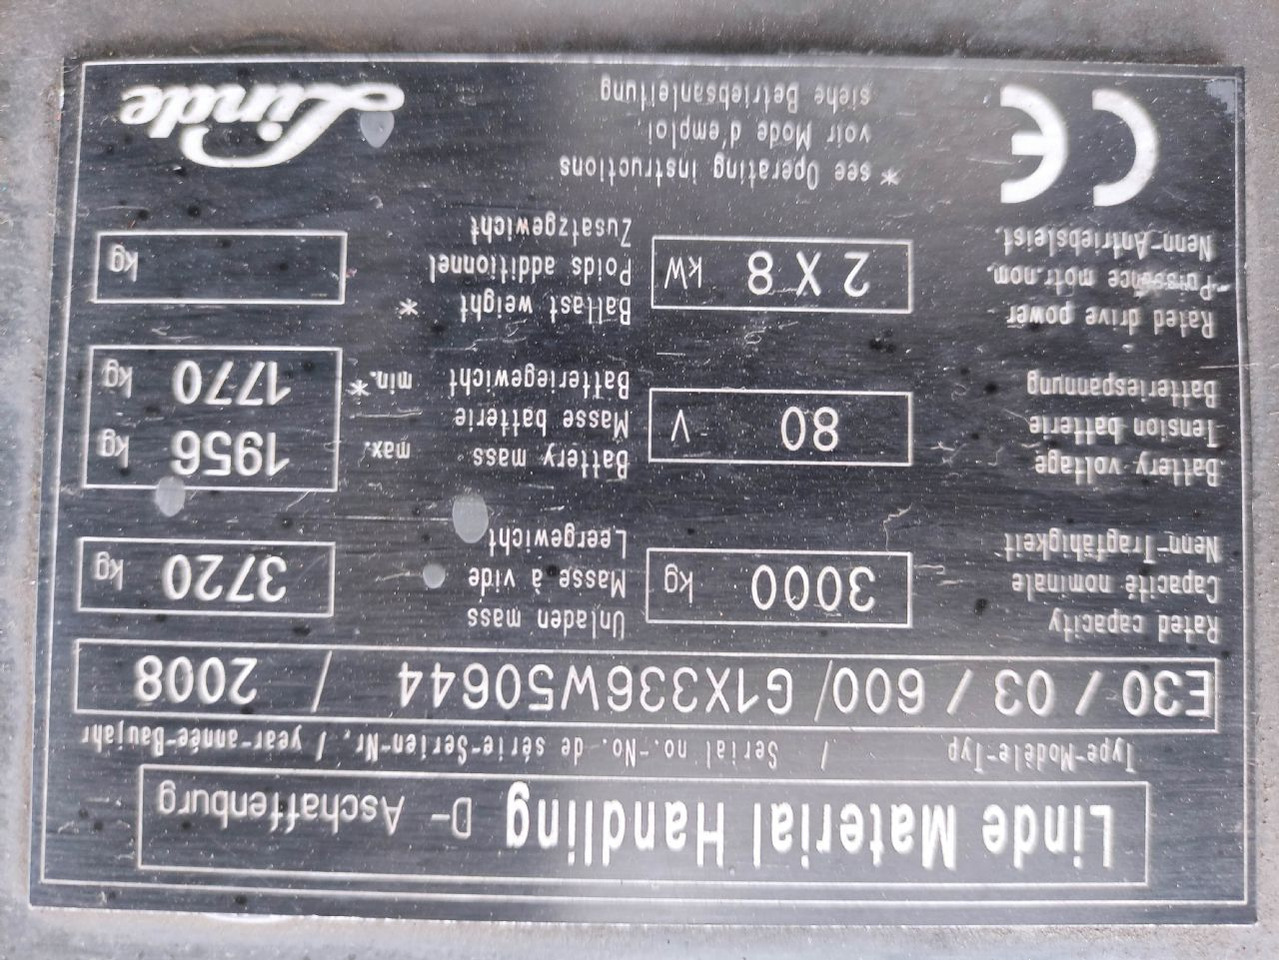 Linde Material Handling D- Aschaffenburg
Type-Modèle-Typ / Serial no.-No. de série-Serien-Nr. / year-année-Baujahr
E30 / 03 / 600/ G1X336W50644 / 2008
Rated capacity
Capacité nominale
Nenn-Tragfähigkeit
3000 kg
Unladen mass
Masse à vide
Leergewicht
3720 kg
Battery voltage
Tension batterie
Batteriespannung
80 V
Battery mass
Masse batterie
Batteriegewicht
max. 1956 kg
*min. 1770 kg
Rated drive power
Puissance motr.nom.
Nenn-Antriebsleist.
2 X 8 kW
Ballast weight *
Poids additionnel
Zusatzgewicht
kg
CE
*see Operating instructions
voir Mode d'emploi
siehe Betriebsanleitung
Linde